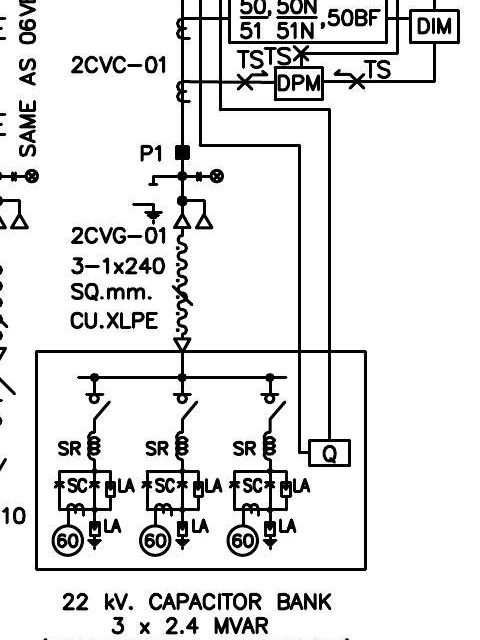 50, 50N
51 51N ,50BF
DIM
SAME AS 06V
2CVC-01
TS
TS
DPM
TS
P1
2CVG-01
3-1x240
SQ.mm.
CU.XLPE
SR SR SR
Q
SC LA SC LA SC LA
LA LA LA
60 60 60
10
22 kV. CAPACITOR BANK
3 x 2.4 MVAR